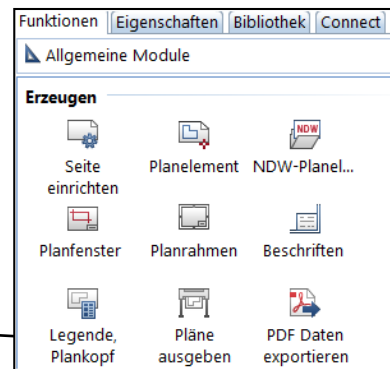 Funktionen Eigenschaften Bibliothek Connect
Allgemeine Module
Erzeugen
Seite einrichten
Planelement
NDW
NDW-Planel...
Planfenster
Planrahmen
Beschriften
Legende, Plankopf
Pläne ausgeben
PDF Daten exportieren